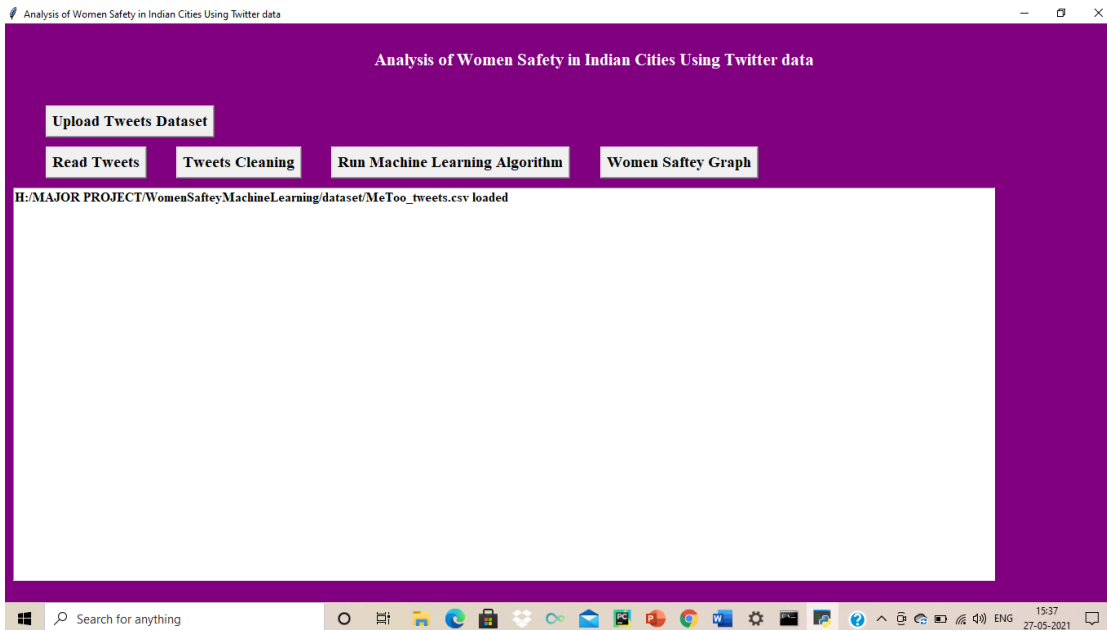 Analysis of Women Safety in Indian Cities Using Twitter data
Analysis of Women Safety in Indian Cities Using Twitter data
Upload Tweets Dataset
Read Tweets Tweets Cleaning Run Machine Learning Algorithm Women Saftey Graph
H:/MAJOR PROJECT/WomenSafteyMachineLearning/dataset/MeToo_tweets.csv loaded
Search for anything ENG 15:37
27-05-2021